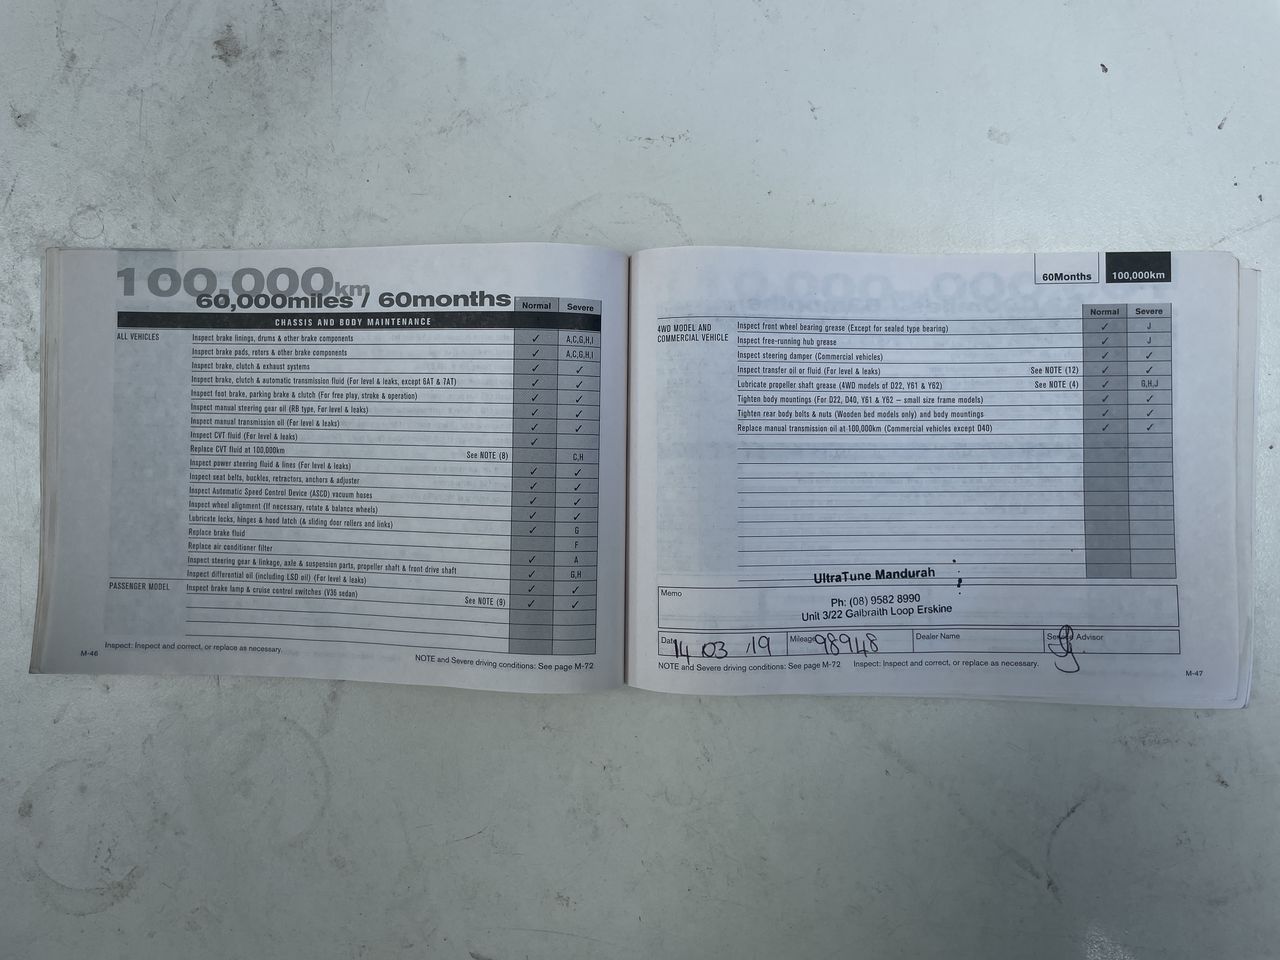 100,000km
60,000miles / 60months
Normal Severe
CHASSIS AND BODY MAINTENANCE
ALL VEHICLES
Inspect brake linings, drums & other brake components ✓ A,C,G,H,I
Inspect brake pads, rotors & other brake components ✓ A,C,G,H,I
Inspect brake, clutch & exhaust systems ✓ ✓
Inspect brake, clutch & automatic transmission fluid (For level & leaks, except 6AT & 7AT) ✓ ✓
Inspect foot brake, parking brake & clutch (For free play, stroke & operation) ✓ ✓
Inspect manual steering gear oil (RB type, For level & leaks) ✓ ✓
Inspect manual transmission oil (For level & leaks) ✓ ✓
Inspect CVT fluid (For level & leaks) ✓
Replace CVT fluid at 100,000km See NOTE (8) C,H
Inspect power steering fluid & lines (For level & leaks) ✓ ✓
Inspect seat belts, buckles, retractors, anchors & adjuster ✓ ✓
Inspect Automatic Speed Control Device (ASCD) vacuum hoses ✓ ✓
Inspect wheel alignment (If necessary, rotate & balance wheels) ✓ ✓
Lubricate locks, hinges & hood latch (& sliding door rollers and links) ✓ G
Replace brake fluid F
Replace air conditioner filter ✓ A
Inspect steering gear & linkage, axle & suspension parts, propeller shaft & front drive shaft ✓ G,H
Inspect differential oil (including LSD oil) (For level & leaks) ✓ ✓
PASSENGER MODEL
Inspect brake lamp & cruise control switches (V36 sedan) See NOTE (9) ✓ ✓
Inspect: Inspect and correct, or replace as necessary.
M-46
NOTE and Severe driving conditions: See page M-72
60Months 100,000km
Normal Severe
4WD MODEL AND
COMMERCIAL VEHICLE
Inspect front wheel bearing grease (Except for sealed type bearing) ✓ J
Inspect free-running hub grease ✓ J
Inspect steering damper (Commercial vehicles) ✓ ✓
Inspect transfer oil or fluid (For level & leaks) See NOTE (12) ✓ ✓
Lubricate propeller shaft grease (4WD models of D22, Y61 & Y62) See NOTE (4) ✓ G,H,J
Tighten body mountings (For D22, D40, Y61 & Y62 – small size frame models) ✓ ✓
Tighten rear body bolts & nuts (Wooden bed models only) and body mountings ✓ ✓
Replace manual transmission oil at 100,000km (Commercial vehicles except D40) ✓ ✓
UltraTune Mandurah
Memo
Ph: (08) 9582 8990
Unit 3/22 Galbraith Loop Erskine
Date 14 03 /19 Mileage 98948 Dealer Name Service Advisor
NOTE and Severe driving conditions: See page M-72 Inspect: Inspect and correct, or replace as necessary.
M-47